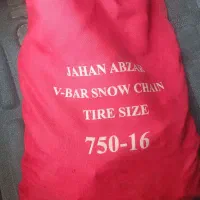 JAHAN ABZAR
V-BAR SNOW CHAIN
TIRE SIZE
750-16